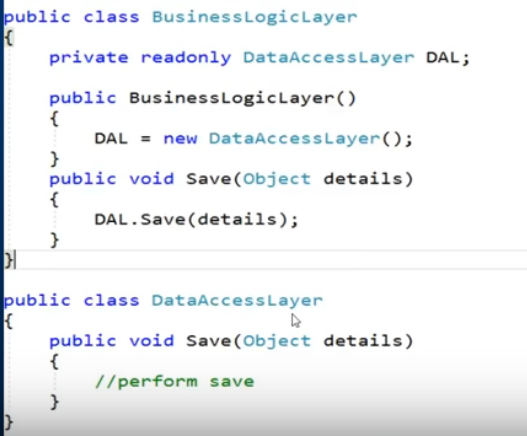 public class BusinessLogicLayer
{
private readonly DataAccessLayer DAL;
public BusinessLogicLayer()
{
DAL = new DataAccessLayer();
}
public void Save(Object details)
{
DAL.Save(details);
}
}
public class DataAccessLayer
{
public void Save(Object details)
{
//perform save
}
}